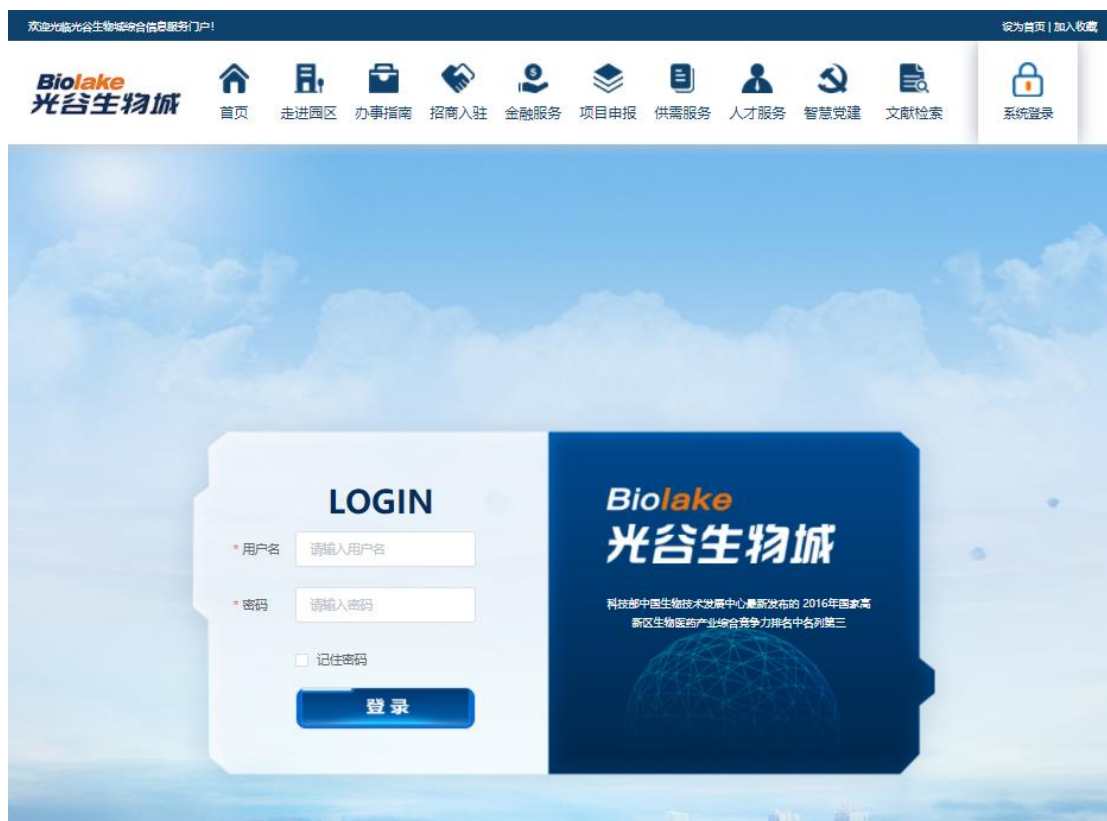 欢迎光临光谷生物城综合信息服务门户!
设为首页 | 加入收藏
Biolake
光谷生物城
首页
走进园区
办事指南
招商入驻
金融服务
项目申报
供需服务
人才服务
智慧党建
文献检索
系统登录
LOGIN
* 用户名
请输入用户名
* 密码
请输入密码
记住密码
登录
Biolake
光谷生物城
科技部中国生物技术发展中心最新发布的 2016年国家高
新区生物医药产业综合竞争力排名中名列第三